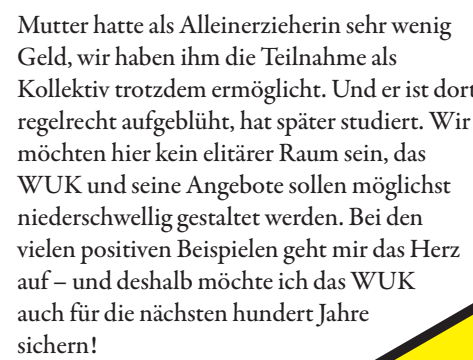 Mutter hatte als Alleinerzieherin sehr wenig
Geld, wir haben ihm die Teilnahme als
Kollektiv trotzdem ermöglicht. Und er ist dort
regelrecht aufgeblüht, hat später studiert. Wir
möchten hier kein elitärer Raum sein, das
WUK und seine Angebote sollen möglichst
niederschwellig gestaltet werden. Bei den
vielen positiven Beispielen geht mir das Herz
auf – und deshalb möchte ich das WUK
auch für die nächsten hundert Jahre
sichern!